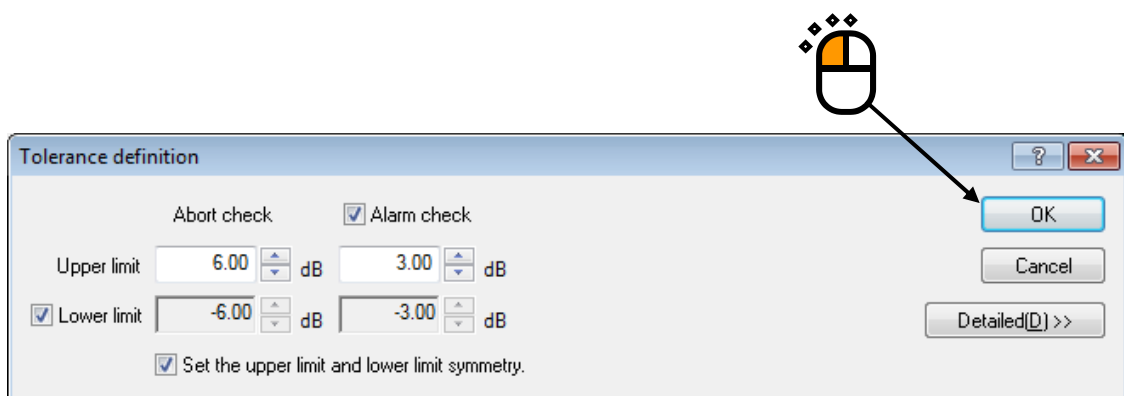 Tolerance definition
Abort check Alarm check OK
Upper limit 6.00 dB 3.00 dB Cancel
Lower limit -6.00 dB -3.00 dB Detailed(D) >>
Set the upper limit and lower limit symmetry.